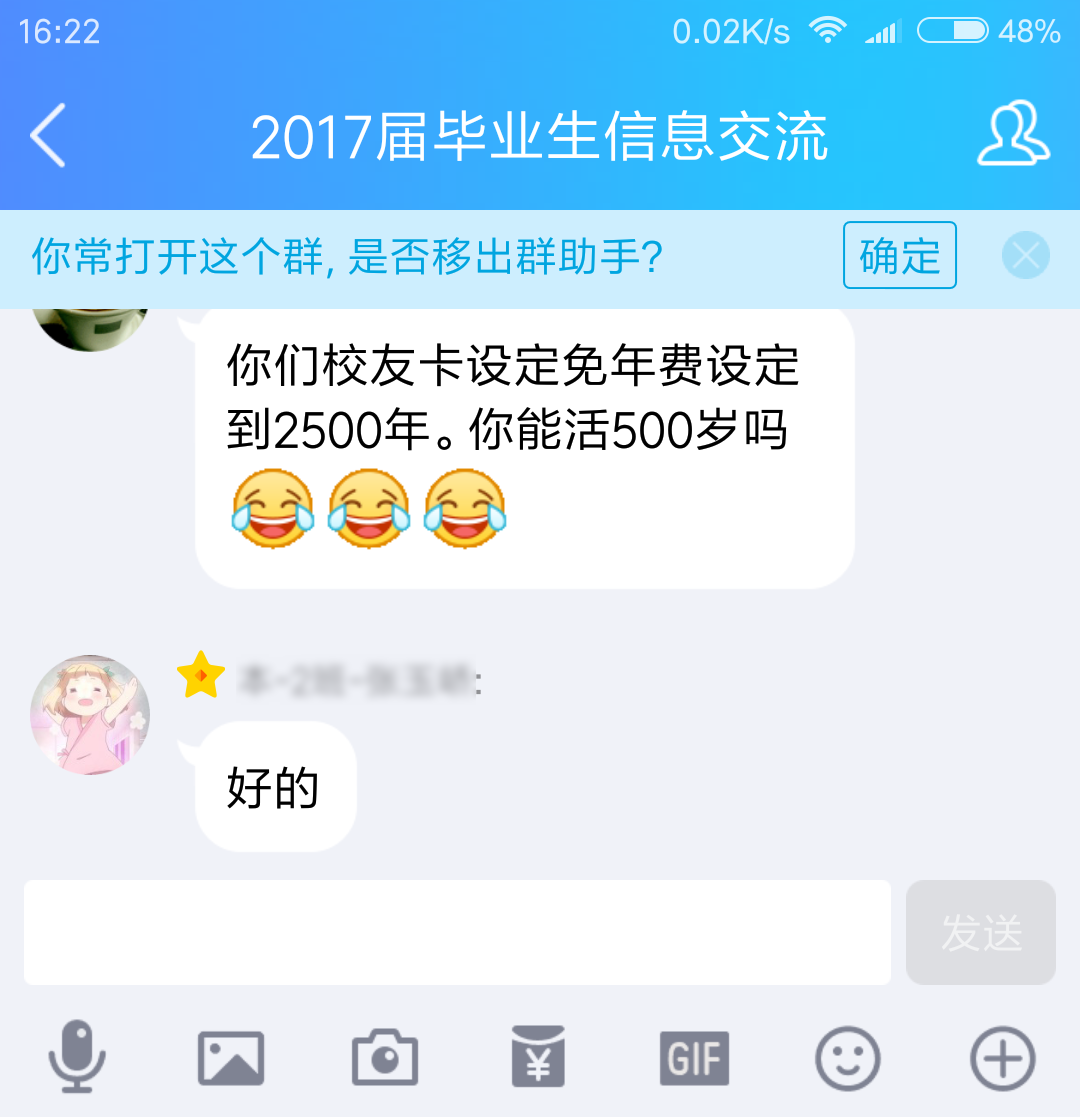 16:22 0.02K/s 48%
2017届毕业生信息交流
你常打开这个群, 是否移出群助手? 确定
你们校友卡设定免年费设定
到2500年。你能活500岁吗
好的
发送
¥
GIF